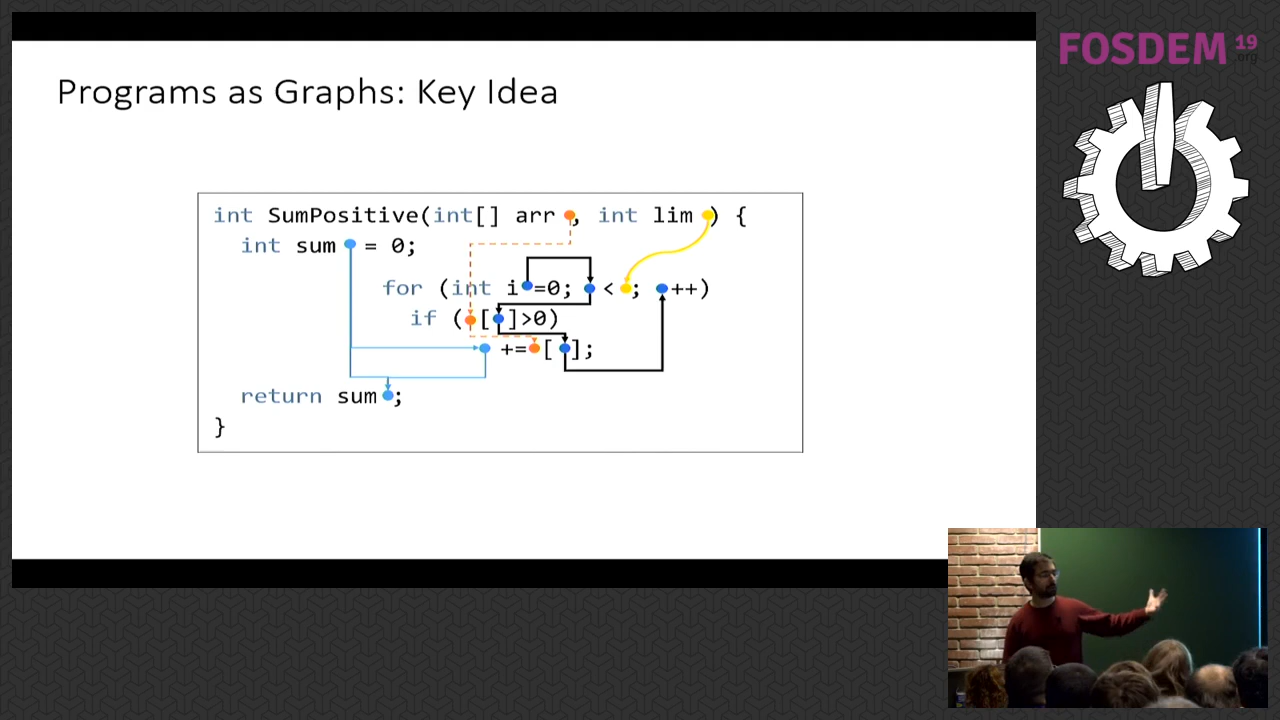 Programs as Graphs: Key Idea
int SumPositive(int[] arr , int lim ) {
int sum = 0;
for (int i =0; < ; ++)
if ( [ ]>0)
+= [ ];
return sum ;
}
FOSDEM 19
.org